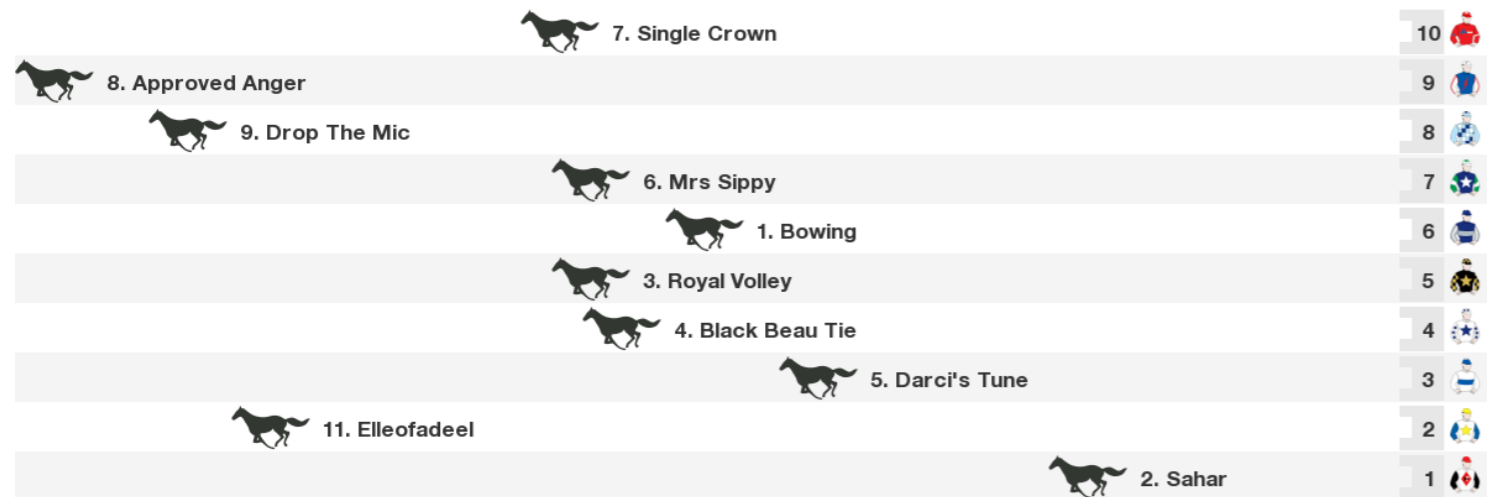 7. Single Crown 10
8. Approved Anger 9
9. Drop The Mic 8
6. Mrs Sippy 7
1. Bowing 6
3. Royal Volley 5
4. Black Beau Tie 4
5. Darci's Tune 3
11. Elleofadeel 2
2. Sahar 1